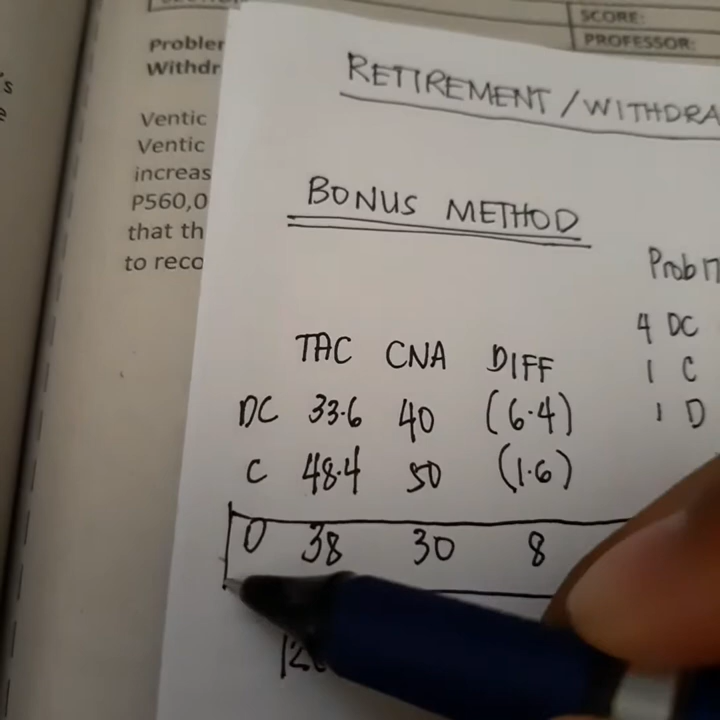 SCORE:
PROFESSOR:
Problem
Withdr
Ventic
Ventic
increas
P560,0
that th
to reco
RETIREMENT / WITHDRA
BONUS METHOD
Prob 17
4 DC
1 C
1 D
TAC CNA DIFF
DC 33.6 40 (6.4)
C 48.4 50 (1.6)
D 38 30 8